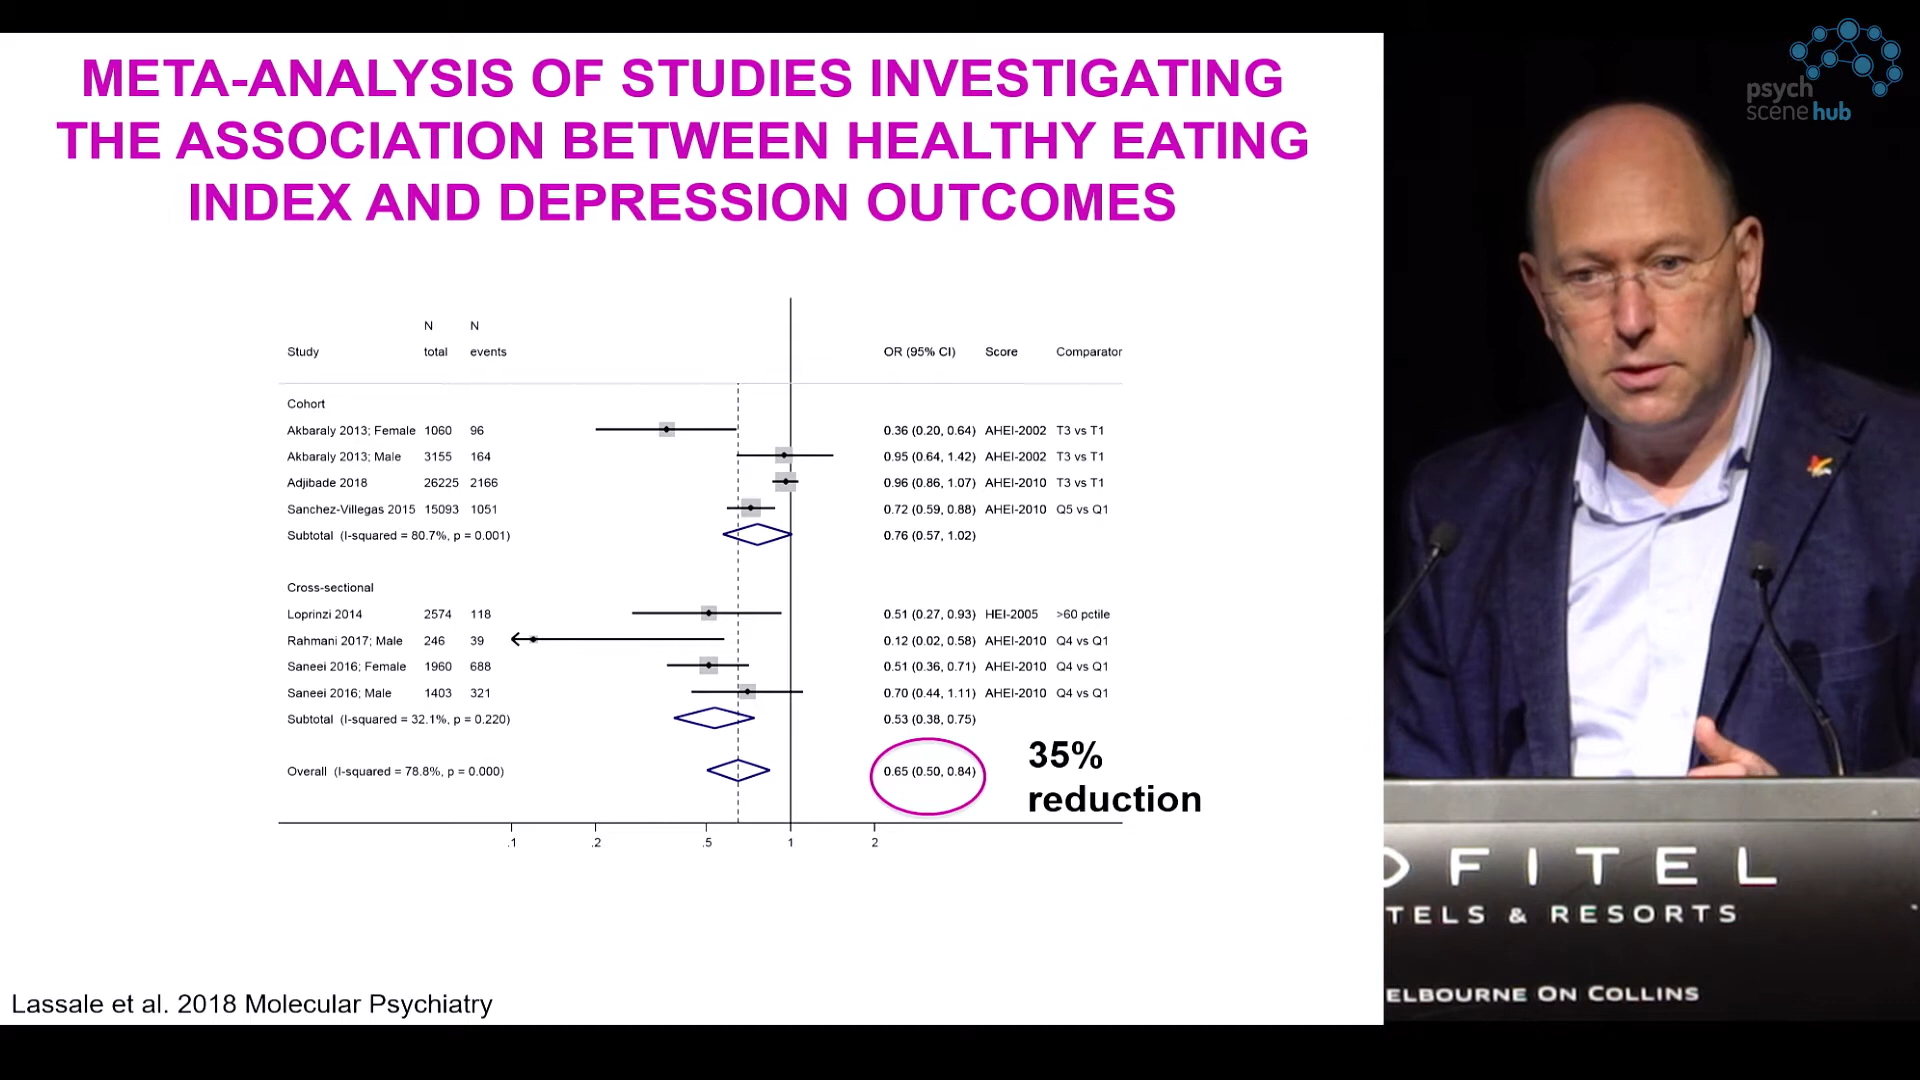 META-ANALYSIS OF STUDIES INVESTIGATING
THE ASSOCIATION BETWEEN HEALTHY EATING
INDEX AND DEPRESSION OUTCOMES
N N
Study total events OR (95% CI) Score Comparator
Cohort
Akbaraly 2013; Female 1060 96 0.36 (0.20, 0.64) AHEI-2002 T3 vs T1
Akbaraly 2013; Male 3155 164 0.95 (0.64, 1.42) AHEI-2002 T3 vs T1
Adjibade 2018 26225 2166 0.96 (0.86, 1.07) AHEI-2010 T3 vs T1
Sanchez-Villegas 2015 15093 1051 0.72 (0.59, 0.88) AHEI-2010 Q5 vs Q1
Subtotal (I-squared = 80.7%, p = 0.001) 0.76 (0.57, 1.02)
Cross-sectional
Loprinzi 2014 2574 118 0.51 (0.27, 0.93) HEI-2005 >60 pctile
Rahmani 2017; Male 246 39 0.12 (0.02, 0.58) AHEI-2010 Q4 vs Q1
Saneei 2016; Female 1960 688 0.51 (0.36, 0.71) AHEI-2010 Q4 vs Q1
Saneei 2016; Male 1403 321 0.70 (0.44, 1.11) AHEI-2010 Q4 vs Q1
Subtotal (I-squared = 32.1%, p = 0.220) 0.53 (0.38, 0.75)
Overall (I-squared = 78.8%, p = 0.000) 0.65 (0.50, 0.84)
35%
reduction
.1 .2 .5 1 2
Lassale et al. 2018 Molecular Psychiatry
psych
scene hub
OFITEL
TELS & RESORTS
ELBOURNE ON COLLINS